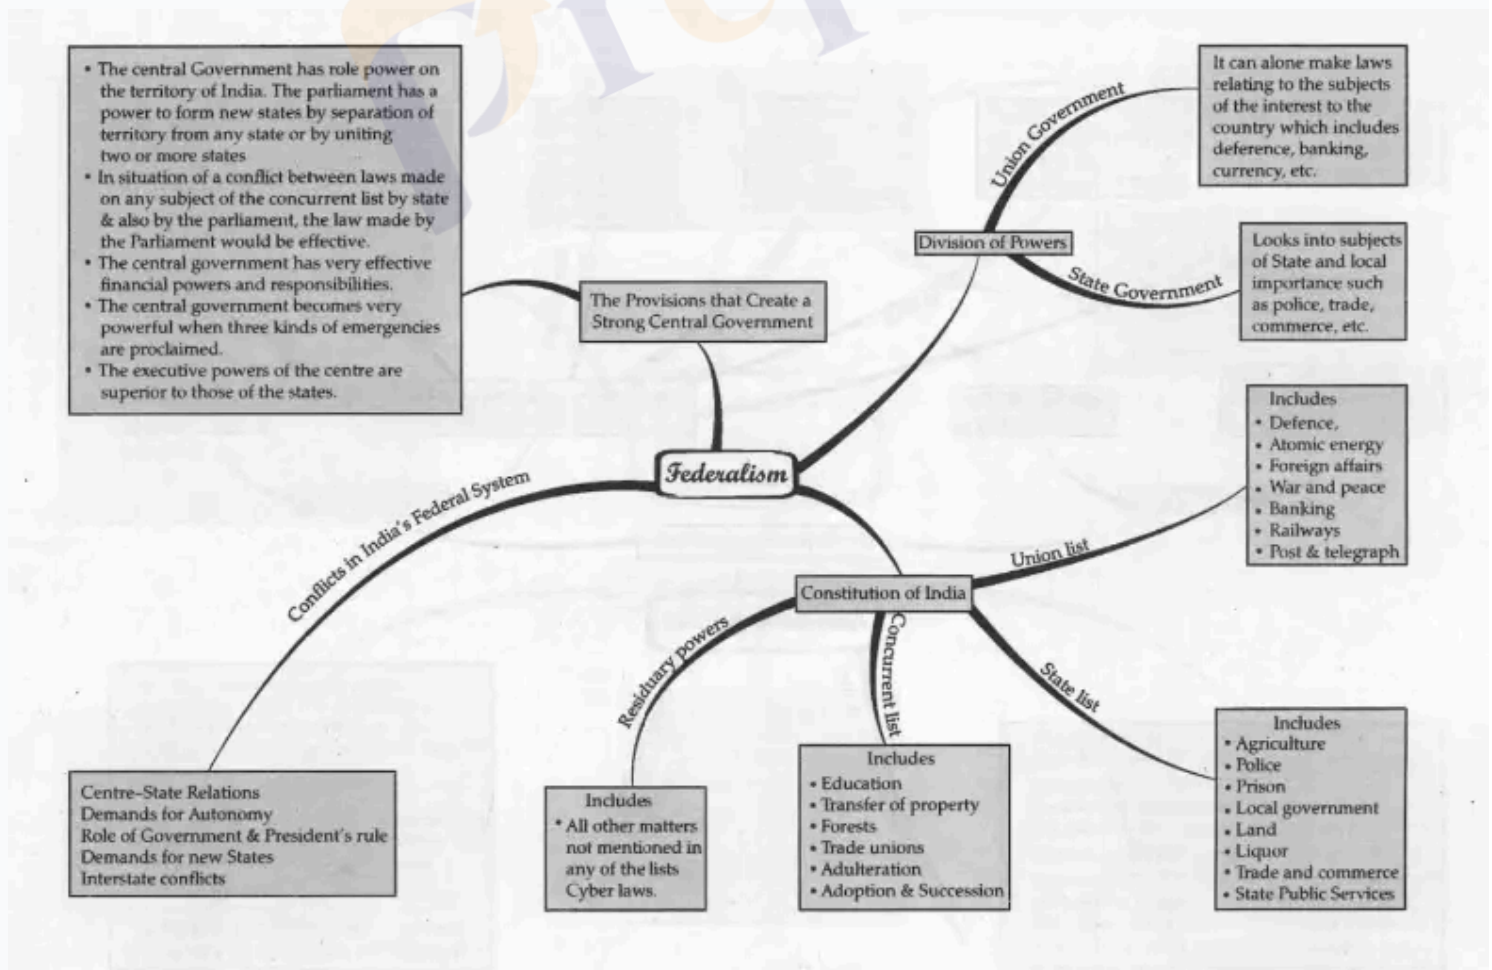 • The central Government has role power on
the territory of India. The parliament has a
power to form new states by separation of
territory from any state or by uniting
two or more states
• In situation of a conflict between laws made
on any subject of the concurrent list by state
& also by the parliament, the law made by
the Parliament would be effective.
• The central government has very effective
financial powers and responsibilities.
• The central government becomes very
powerful when three kinds of emergencies
are proclaimed.
• The executive powers of the centre are
superior to those of the states.
The Provisions that Create a
Strong Central Government
Federalism
Division of Powers
Union Government
It can alone make laws
relating to the subjects
of the interest to the
country which includes
deference, banking,
currency, etc.
State Government
Looks into subjects
of State and local
importance such
as police, trade,
commerce, etc.
Constitution of India
Union list
Includes
• Defence,
• Atomic energy
• Foreign affairs
• War and peace
• Banking
• Railways
• Post & telegraph
State list
Includes
• Agriculture
• Police
• Prison
• Local government
• Land
• Liquor
• Trade and commerce
• State Public Services
Concurrent list
Includes
• Education
• Transfer of property
• Forests
• Trade unions
• Adulteration
• Adoption & Succession
Residuary powers
Includes
• All other matters
not mentioned in
any of the lists
Cyber laws.
Conflicts in India's Federal System
Centre–State Relations
Demands for Autonomy
Role of Government & President's rule
Demands for new States
Interstate conflicts